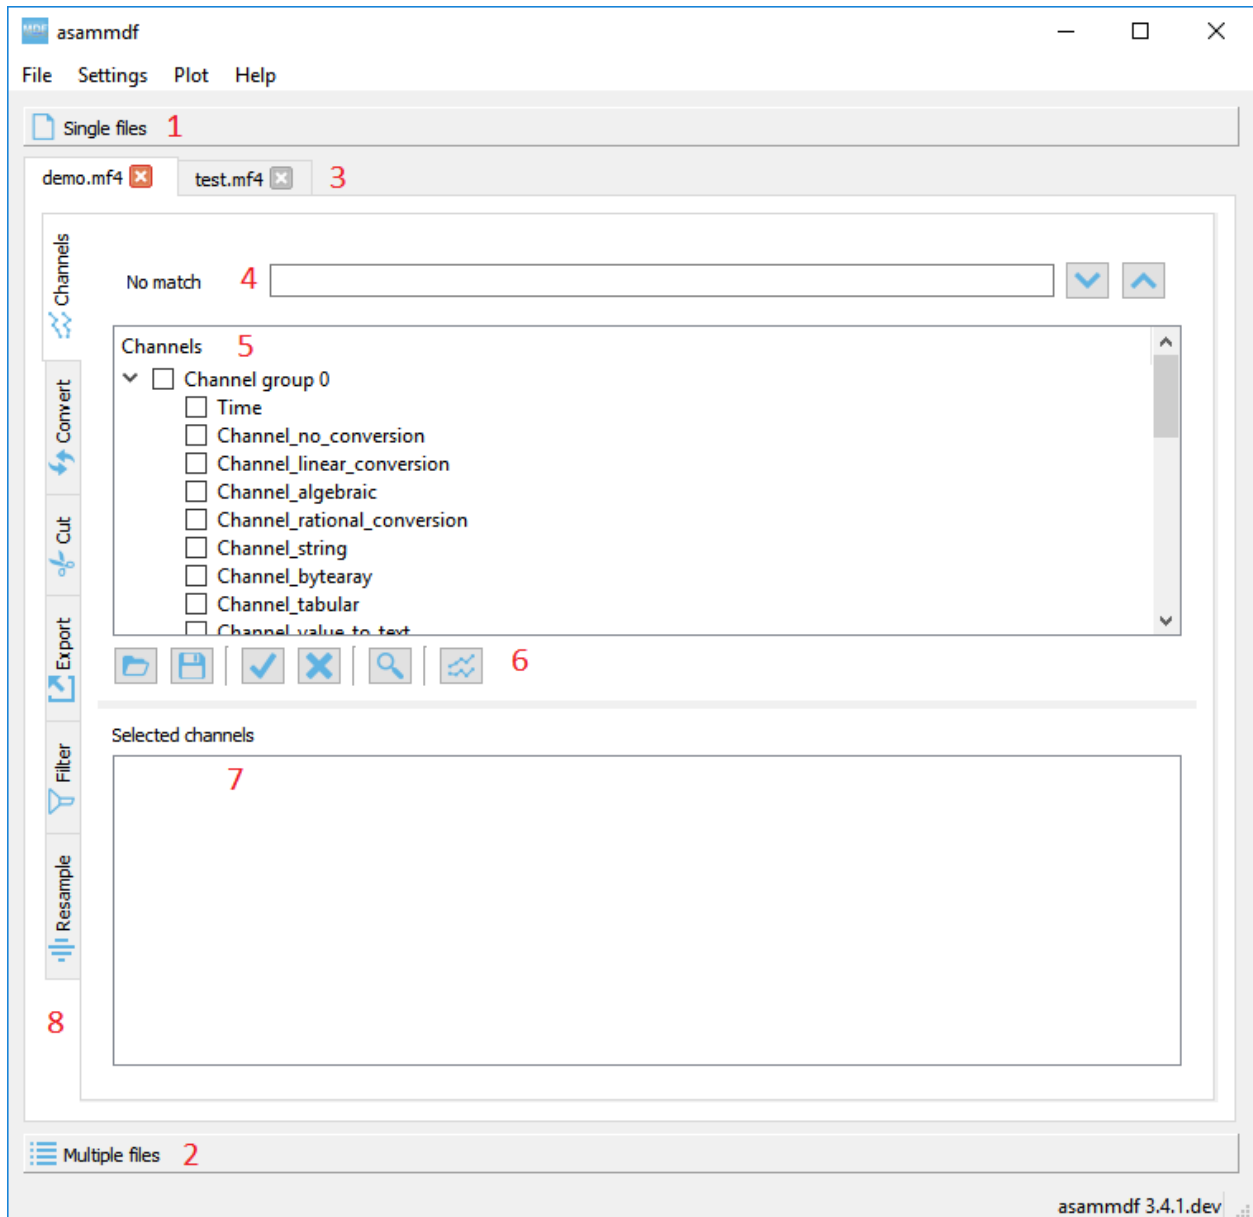 MDF asammdf
File Settings Plot Help
Single files 1
demo.mf4 test.mf4 3
Channels
Convert
Cut
Export
Filter
Resample
8
No match 4
Channels 5
Channel group 0
Time
Channel_no_conversion
Channel_linear_conversion
Channel_algebraic
Channel_rational_conversion
Channel_string
Channel_bytearay
Channel_tabular
Channel_value_to_text
6
Selected channels
7
Multiple files 2
asammdf 3.4.1.dev